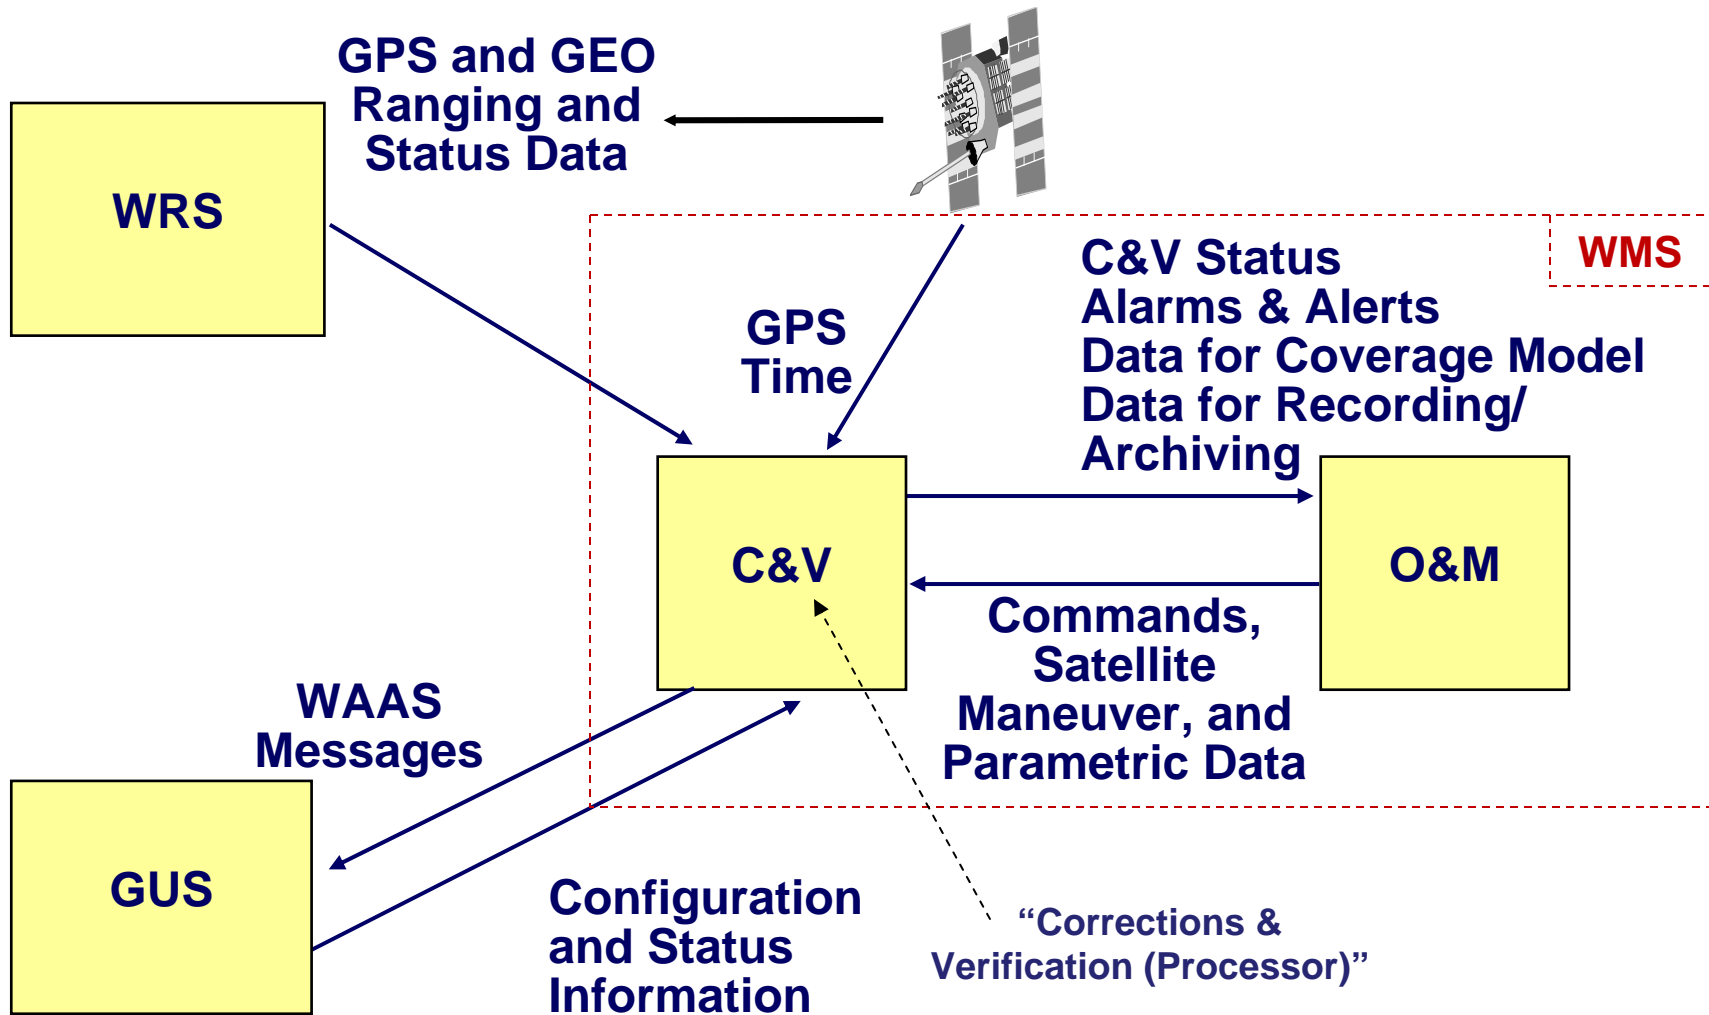 GPS and GEO
Ranging and
Status Data
WRS
WMS
C&V Status
Alarms & Alerts
Data for Coverage Model
Data for Recording/
Archiving
GPS
Time
C&V
O&M
Commands,
Satellite
Maneuver, and
Parametric Data
WAAS
Messages
GUS
Configuration
and Status
Information
“Corrections &
Verification (Processor)”